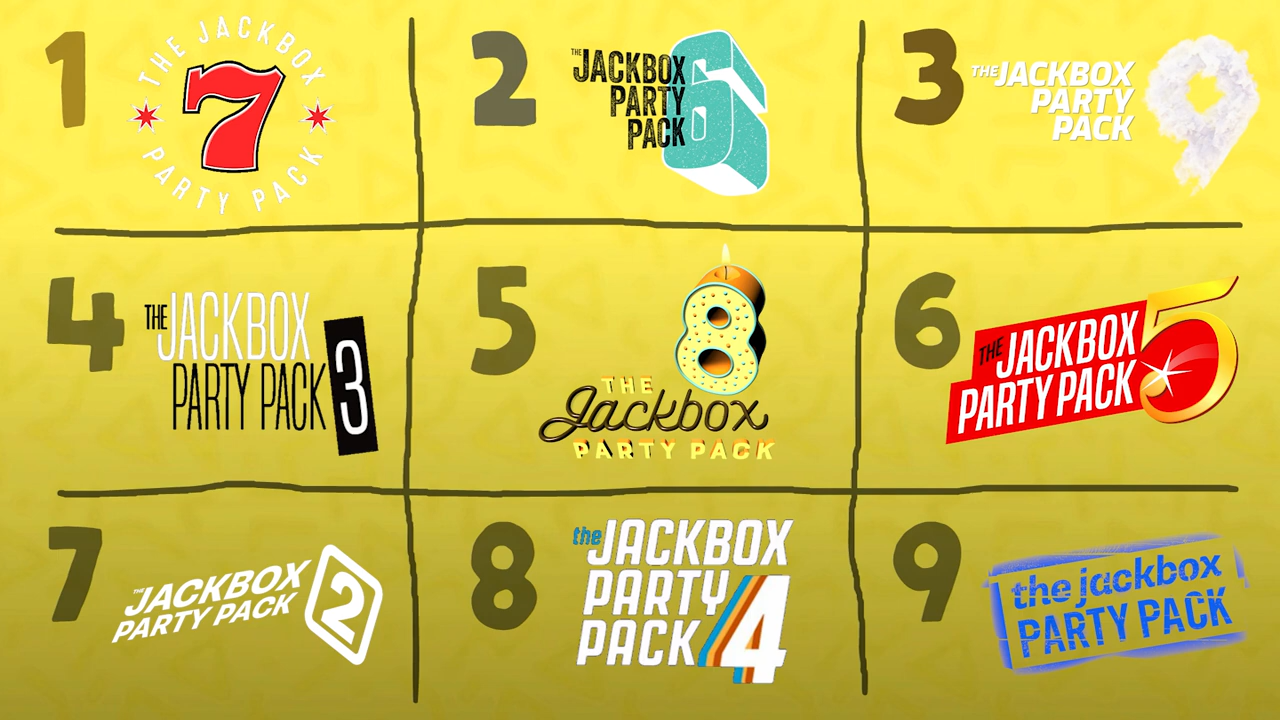 1
THE JACKBOX
7
PARTY PACK
2
THE
JACKBOX
PARTY
PACK
6
3
THE JACKBOX
PARTY
PACK
9
4
THE JACKBOX
PARTY PACK 3
5
8
THE
Jackbox
PARTY PACK
6
THE JACKBOX
PARTY PACK
5
7
THE JACKBOX
PARTY PACK
2
8
the JACKBOX
PARTY
PACK 4
9
the jackbox
PARTY PACK